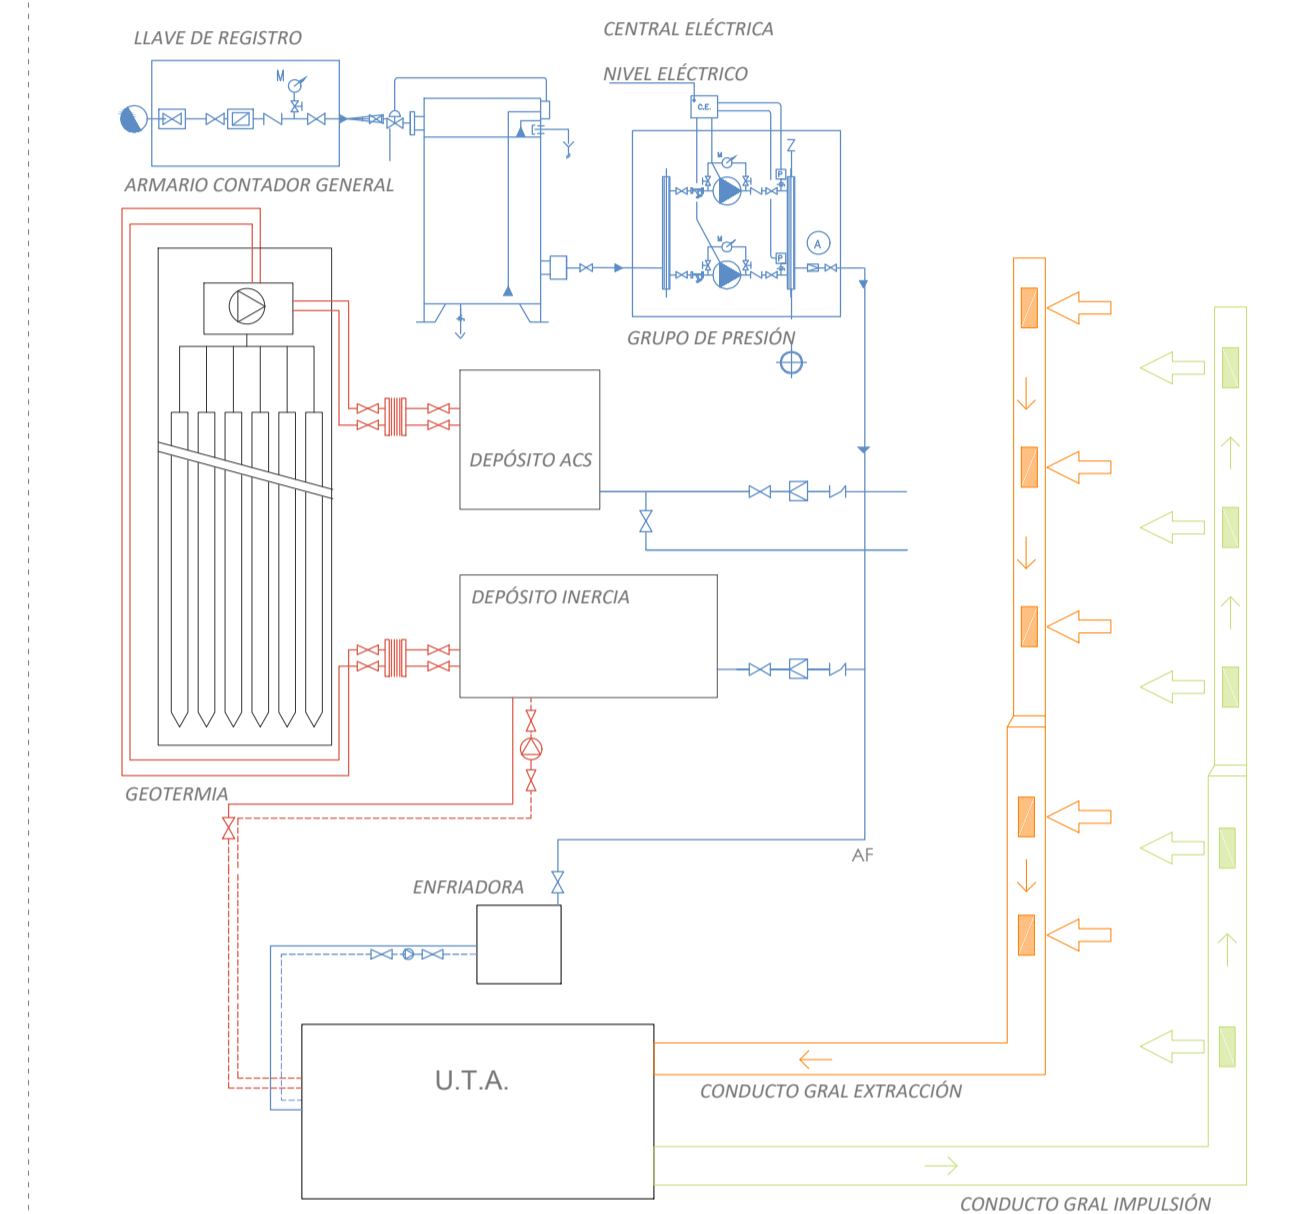 CENTRAL ELÉCTRICA
LLAVE DE REGISTRO
NIVEL ELÉCTRICO
M
C.E.
Z
M
P
ARMARIO CONTADOR GENERAL
M
A
P
GRUPO DE PRESIÓN
DEPÓSITO ACS
DEPÓSITO INERCIA
GEOTERMIA
AF
ENFRIADORA
U.T.A.
CONDUCTO GRAL EXTRACCIÓN
CONDUCTO GRAL IMPULSIÓN